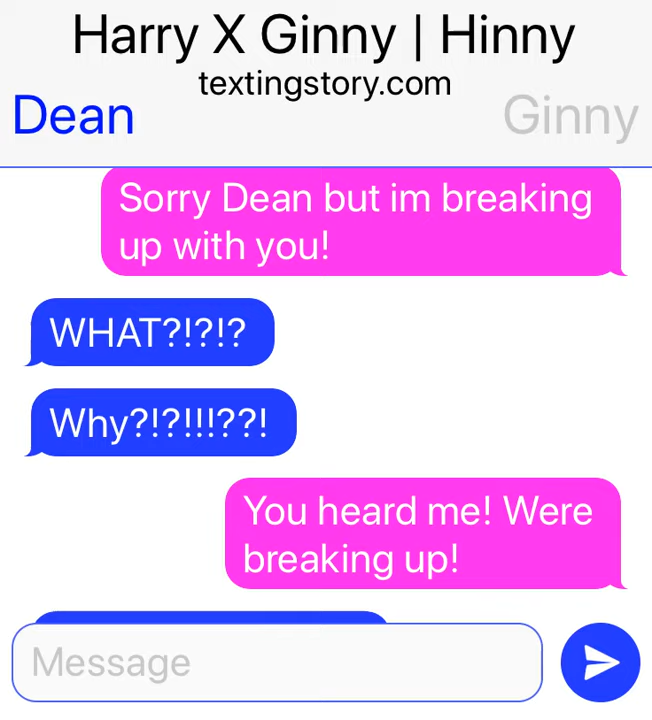 Harry X Ginny | Hinny
textingstory.com
Dean
Ginny
Sorry Dean but im breaking
up with you!
WHAT?!?!?
Why?!?!!!??!
You heard me! Were
breaking up!
Message